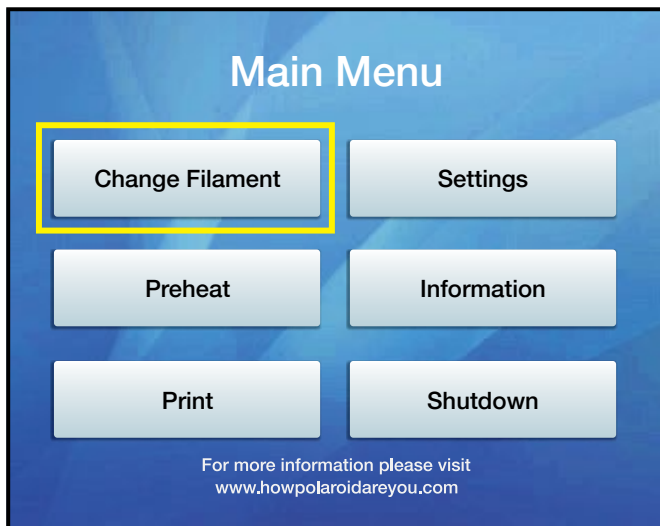 Main Menu
Change Filament
Settings
Preheat
Information
Print
Shutdown
For more information please visit
www.howpolaroidareyou.com